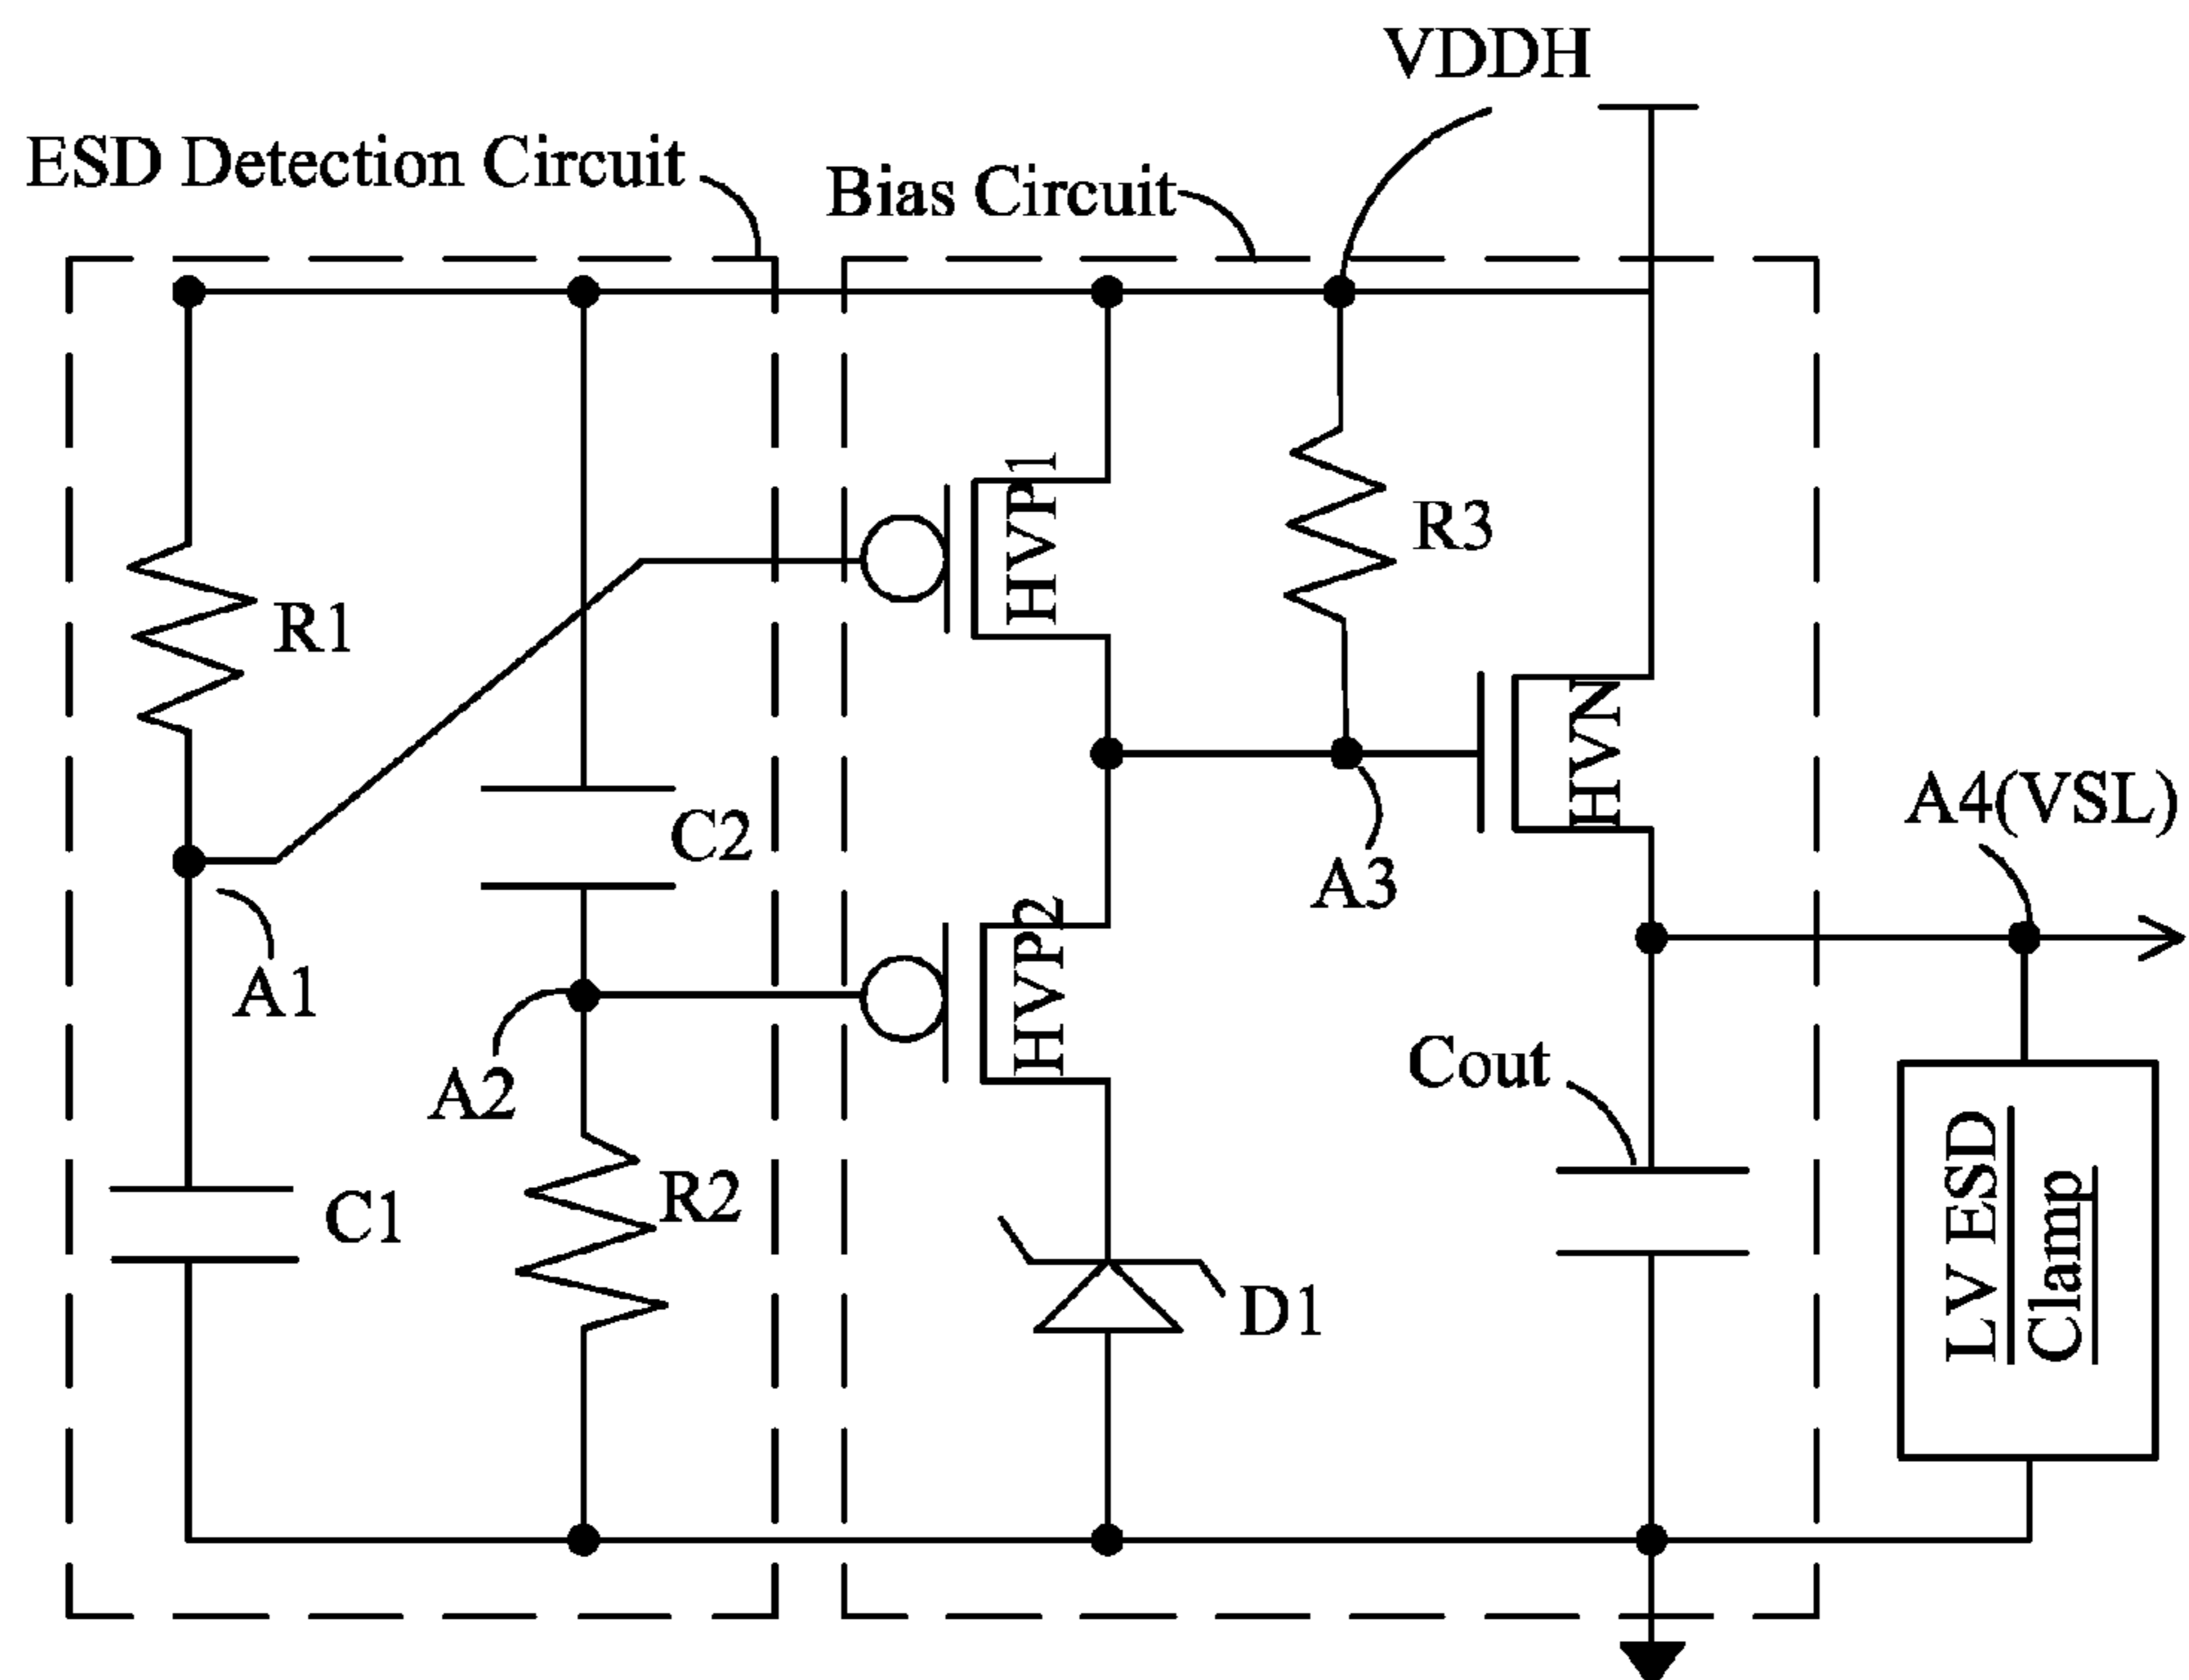 VDDH
ESD Detection Circuit
Bias Circuit
HVP1
R3
R1
HVN
A4(VSL)
C2
A3
HVP2
A1
A2
Cout
LV ESD
Clamp
R2
C1
D1